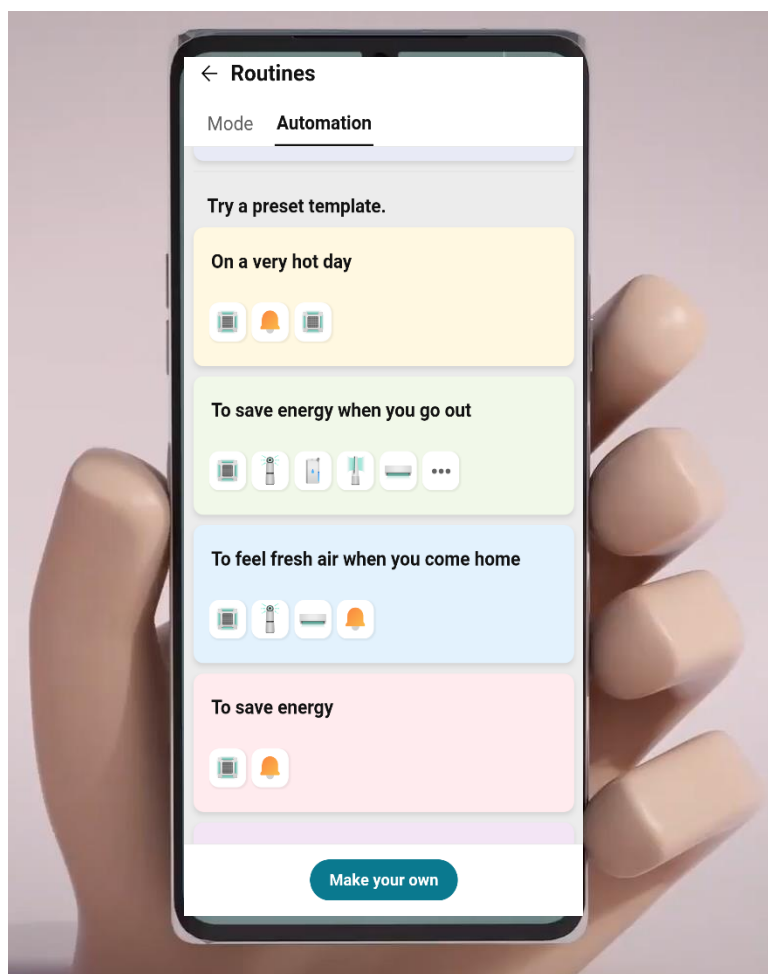 Routines
Mode Automation
Try a preset template.
On a very hot day
To save energy when you go out
To feel fresh air when you come home
To save energy
Make your own